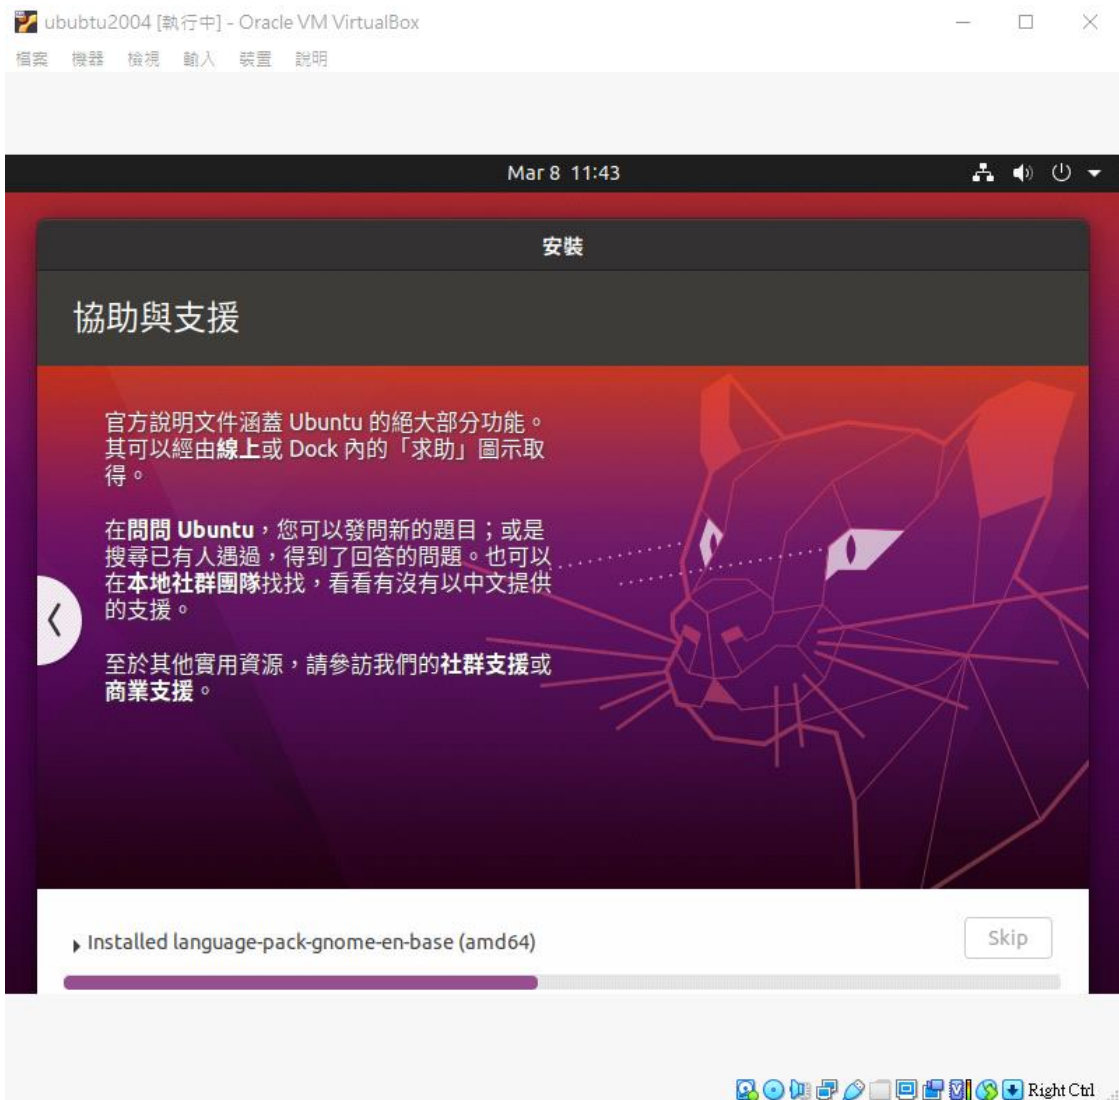 ububtu2004 [執行中] - Oracle VM VirtualBox
檔案 機器 檢視 輸入 裝置 說明
Mar 8 11:43
安裝
協助與支援
官方說明文件涵蓋 Ubuntu 的絕大部分功能。
其可以經由線上或 Dock 內的「求助」圖示取
得。
在問問 Ubuntu，您可以發問新的題目；或是
搜尋已有人遇過，得到了回答的問題。也可以
在本地社群團隊找找，看看有沒有以中文提供
的支援。
至於其他實用資源，請參訪我們的社群支援或
商業支援。
Installed language-pack-gnome-en-base (amd64)
Skip
Right Ctrl